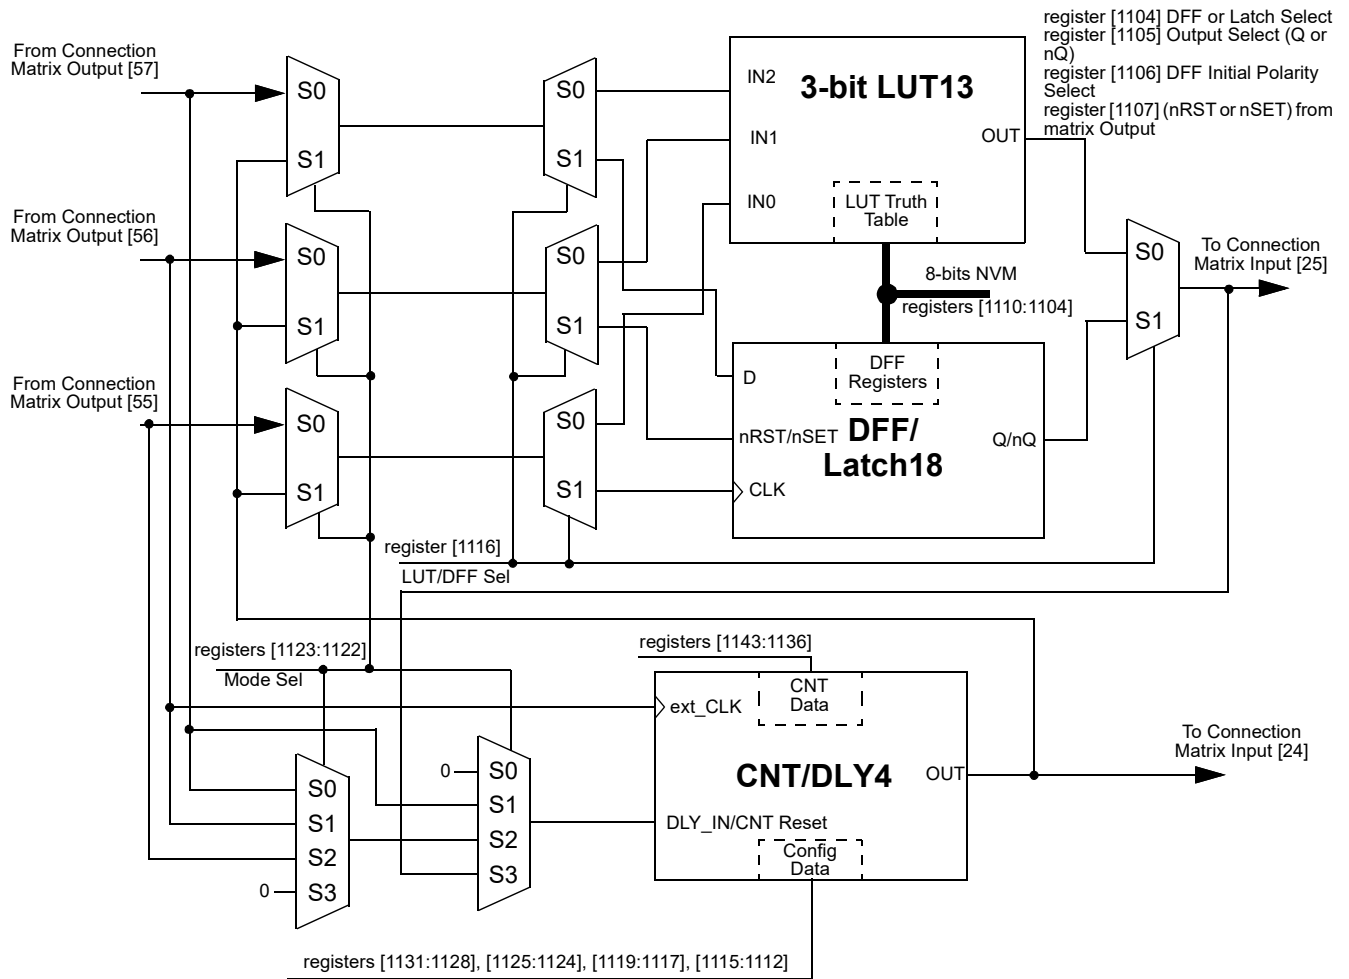 register [1104] DFF or Latch Select
register [1105] Output Select (Q or
nQ)
register [1106] DFF Initial Polarity
Select
register [1107] (nRST or nSET) from
matrix Output
From Connection
Matrix Output [57]
S0
S1
S0
S1
IN2
IN1
IN0
3-bit LUT13
OUT
LUT Truth
Table
From Connection
Matrix Output [56]
S0
S1
S0
S1
8-bits NVM
registers [1110:1104]
S0
S1
To Connection
Matrix Input [25]
From Connection
Matrix Output [55]
S0
S1
S0
S1
DFF
Registers
D
nRST/nSET
CLK
DFF/
Latch18
Q/nQ
register [1116]
LUT/DFF Sel
registers [1123:1122]
Mode Sel
registers [1143:1136]
CNT
Data
ext_CLK
CNT/DLY4
OUT
DLY_IN/CNT Reset
Config
Data
To Connection
Matrix Input [24]
0
S0
S1
S2
S3
S0
S1
S2
0
S3
registers [1131:1128], [1125:1124], [1119:1117], [1115:1112]